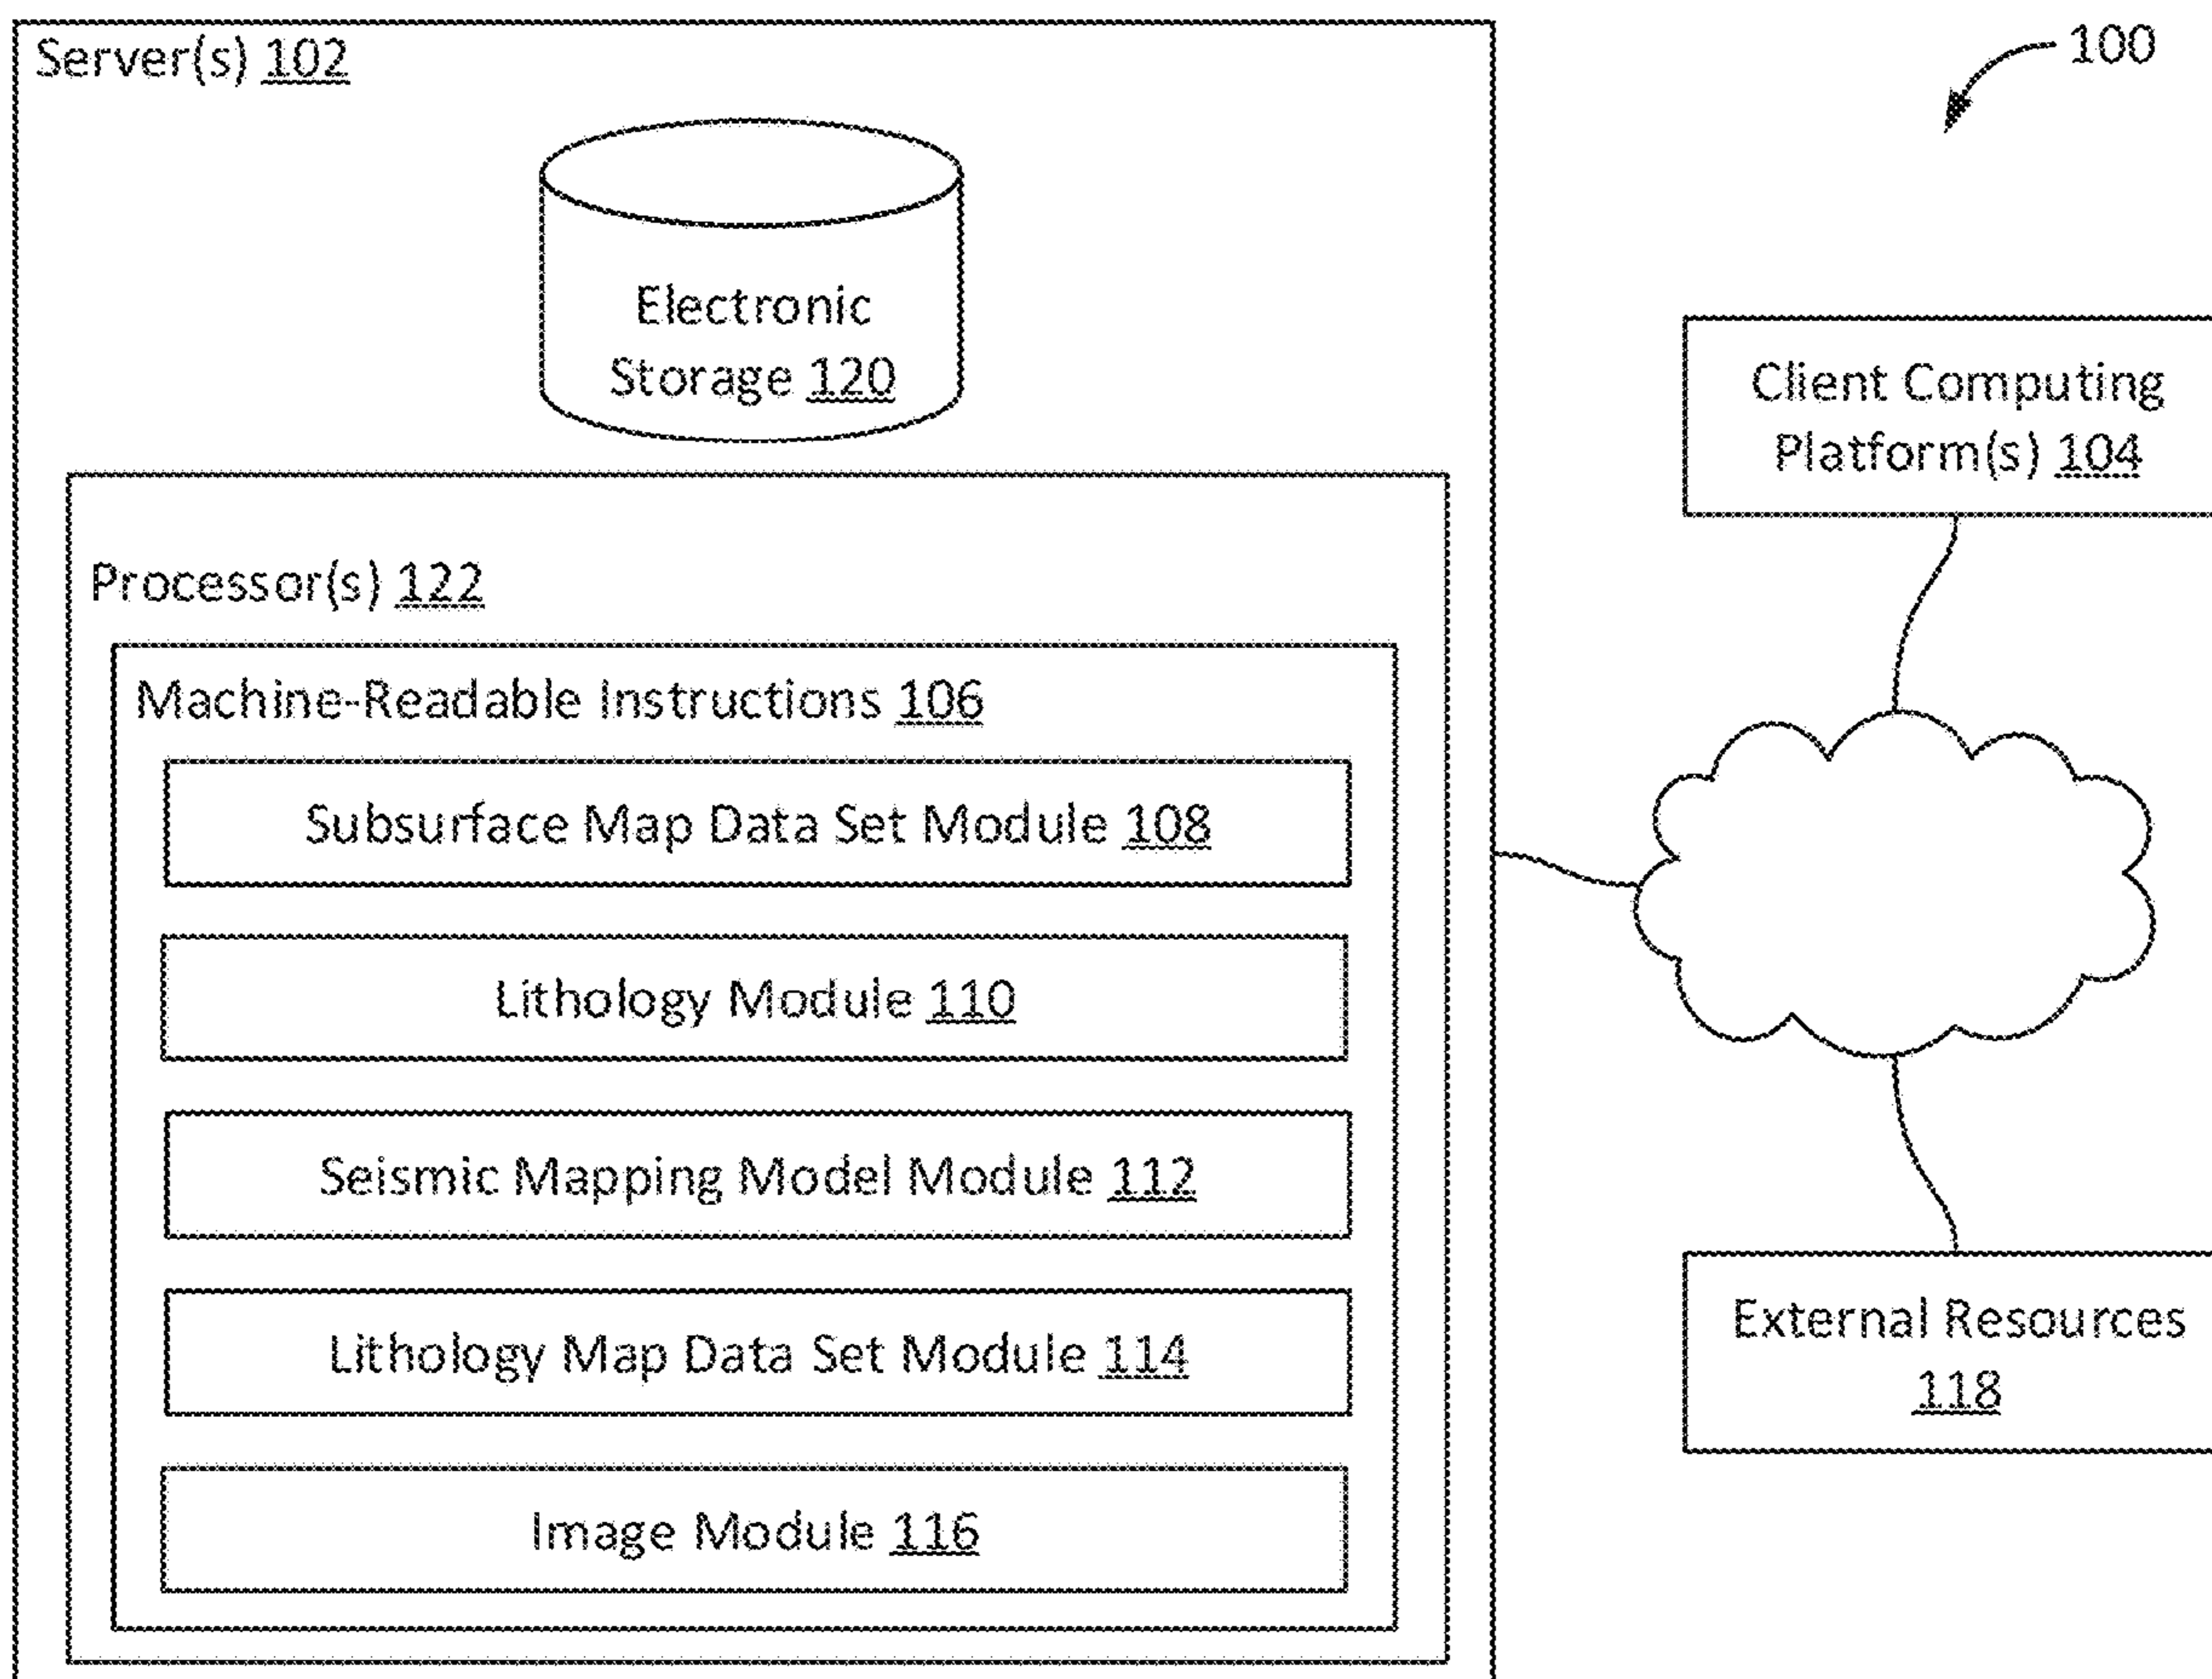 Server(s) 102
100
Electronic
Storage 120
Client Computing
Platform(s) 104
Processor(s) 122
Machine-Readable Instructions 106
Subsurface Map Data Set Module 108
Lithology Module 110
Seismic Mapping Model Module 112
Lithology Map Data Set Module 114
Image Module 116
External Resources
118